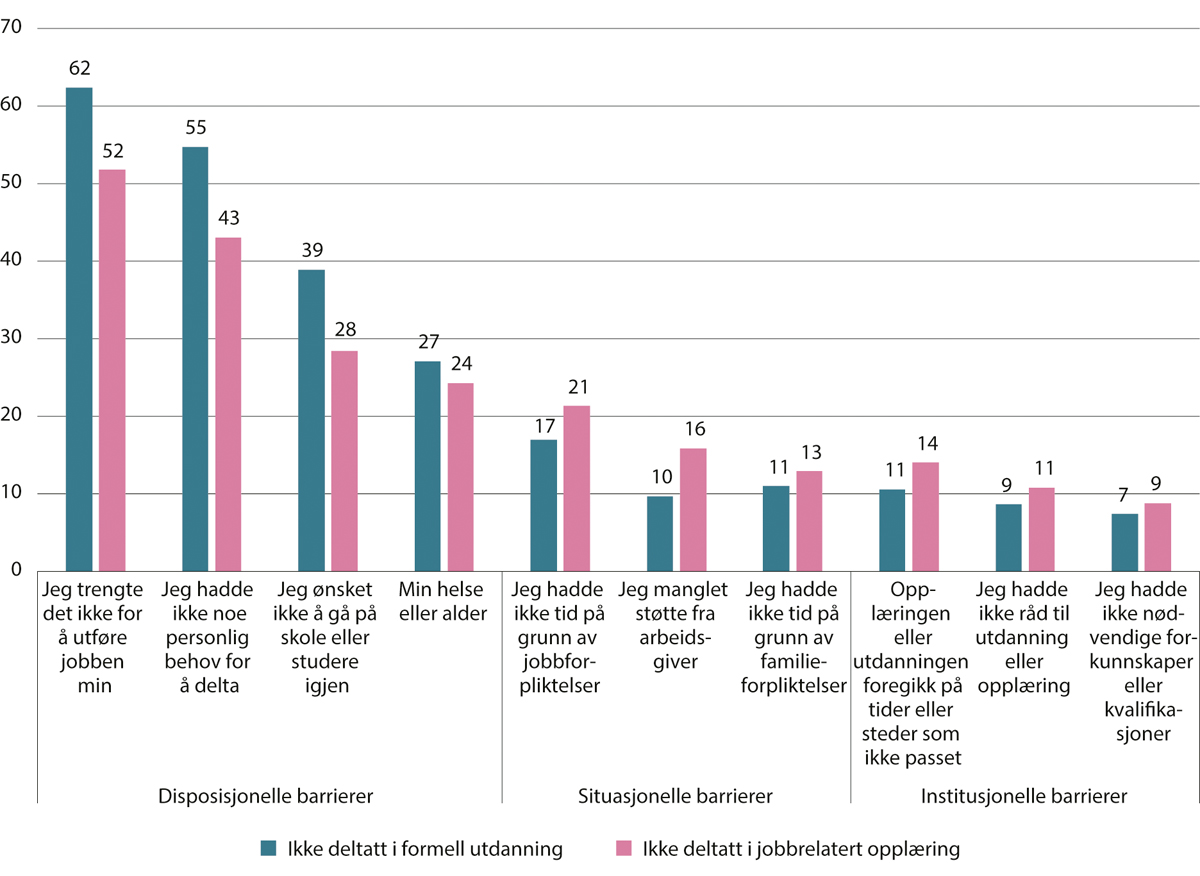 70
60
50
40
30
20
10
0
62
52
55
43
39
28
27
24
17
21
10
16
11
13
11
14
9
11
7
9
Jeg trengte
det ikke for
å utføre
jobben
min
Jeg hadde
ikke noe
personlig
behov for
å delta
Jeg ønsket
ikke å gå på
skole eller
studere
igjen
Min helse
eller alder
Jeg hadde
ikke tid på
grunn av
jobbfor-
pliktelser
Jeg manglet
støtte fra
arbeids-
giver
Jeg hadde
ikke tid på
grunn av
familie-
forpliktelser
Opp-
læringen
eller
utdanningen
foregikk på
tider eller
steder som
ikke passet
Jeg hadde
ikke råd til
utdanning
eller
opplæring
Jeg hadde
ikke nød-
vendige for-
kunnskaper
eller
kvalifika-
sjoner
Disposisjonelle barrierer
Situasjonelle barrierer
Institusjonelle barrierer
Ikke deltatt i formell utdanning
Ikke deltatt i jobbrelatert opplæring